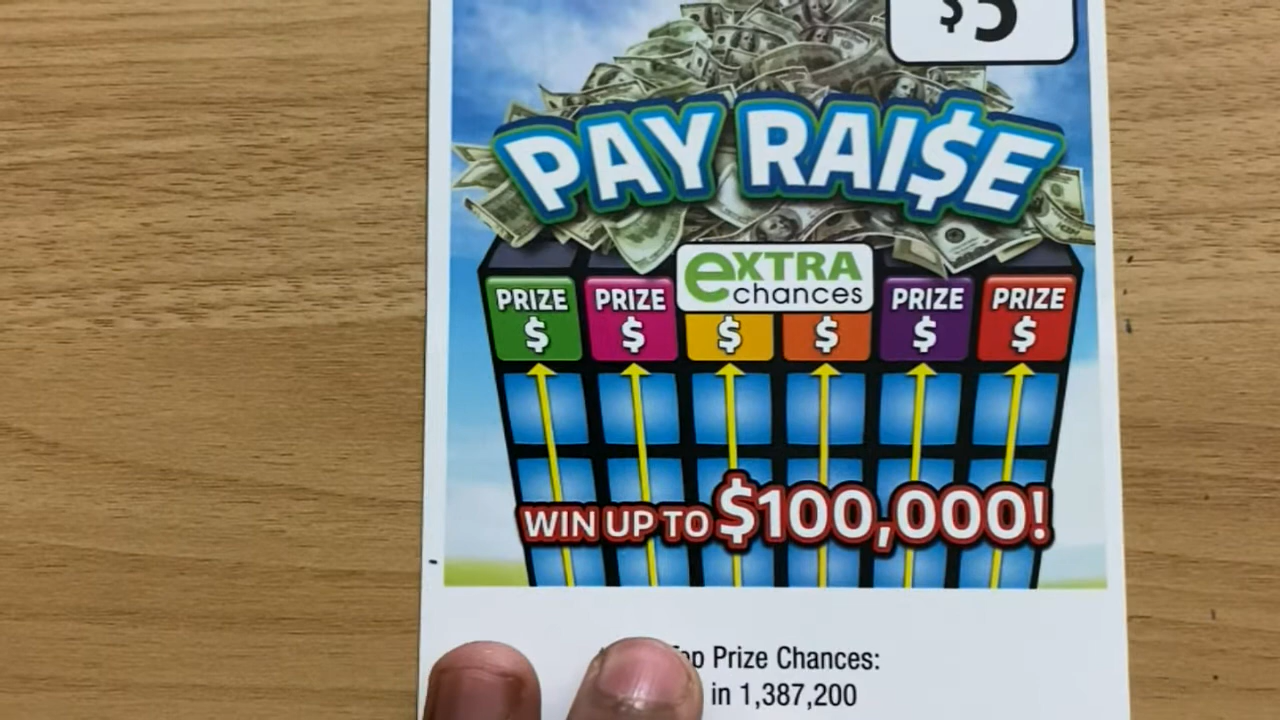 $5
PAY RAI$E
eXTRA
chances
PRIZE PRIZE PRIZE PRIZE
$ $ $ $ $ $
WIN UP TO $100,000!
Top Prize Chances:
in 1,387,200